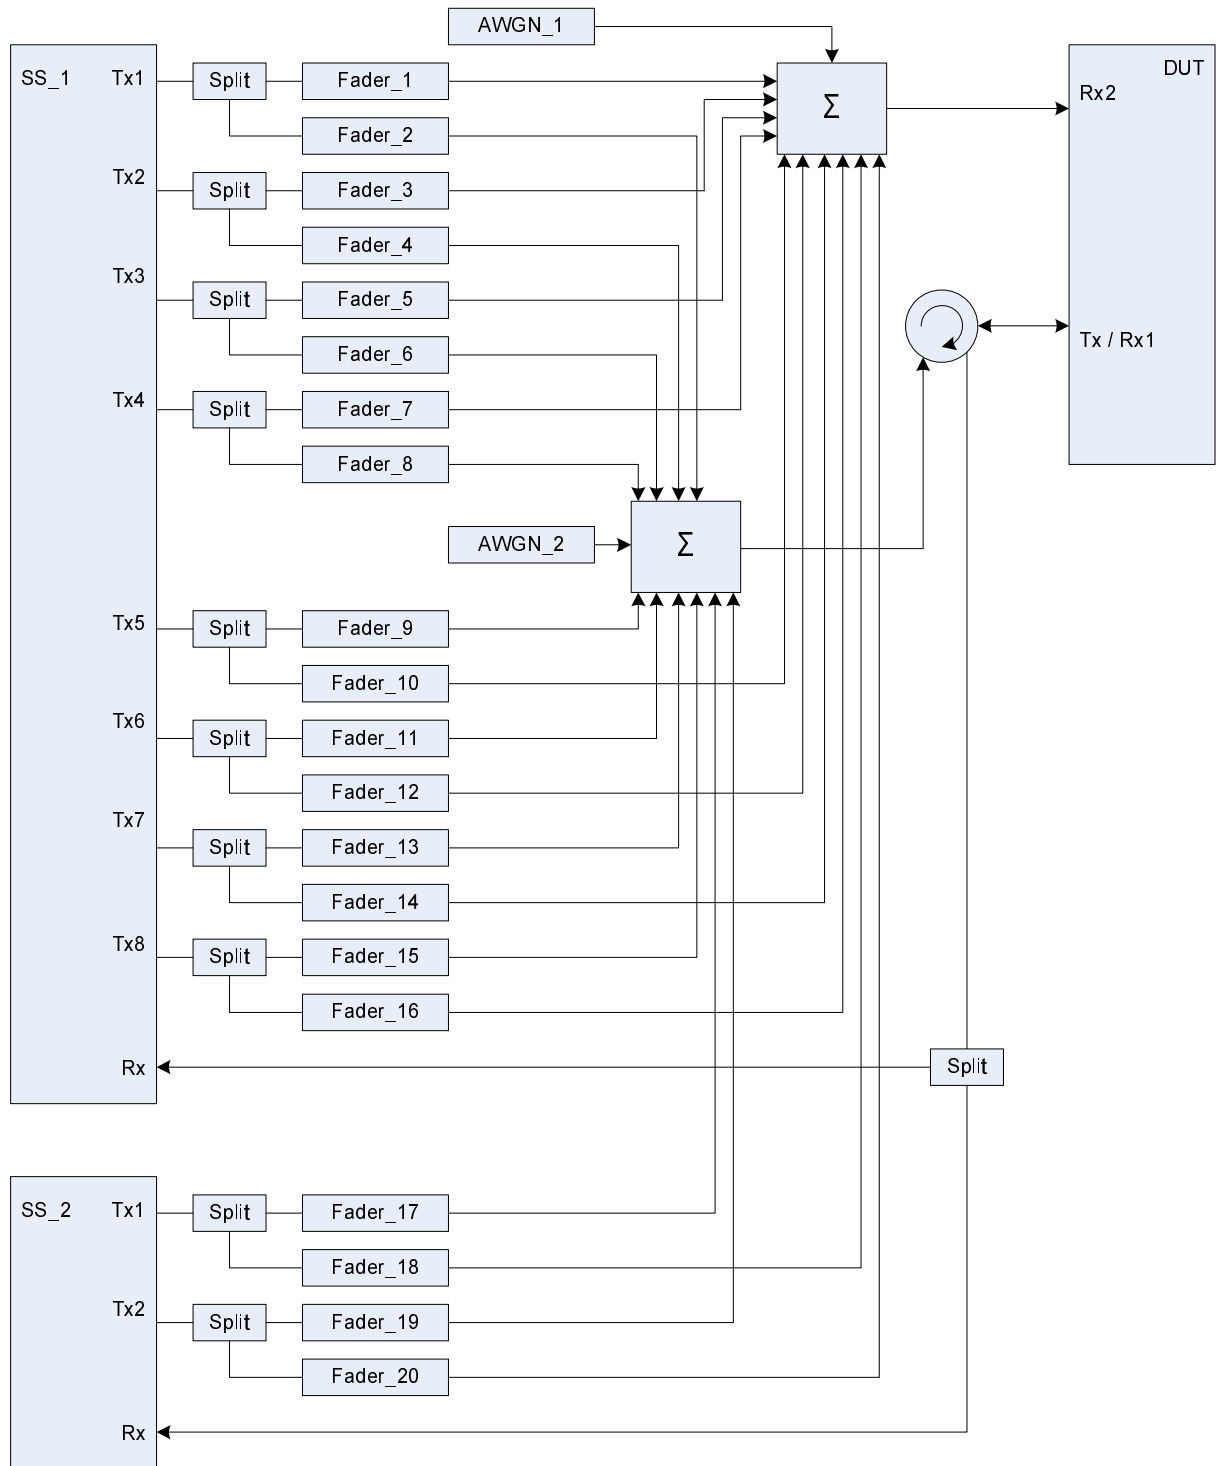 AWGN_1
SS_1 Tx1 Split Fader_1 Σ DUT
Rx2
Fader_2
Tx2 Split Fader_3
Fader_4
Tx3 Split Fader_5
Fader_6 Tx / Rx1
Tx4 Split Fader_7
Fader_8
AWGN_2 Σ
Tx5 Split Fader_9
Fader_10
Tx6 Split Fader_11
Fader_12
Tx7 Split Fader_13
Fader_14
Tx8 Split Fader_15
Fader_16
Rx Split
SS_2 Tx1 Split Fader_17
Fader_18
Tx2 Split Fader_19
Fader_20
Rx